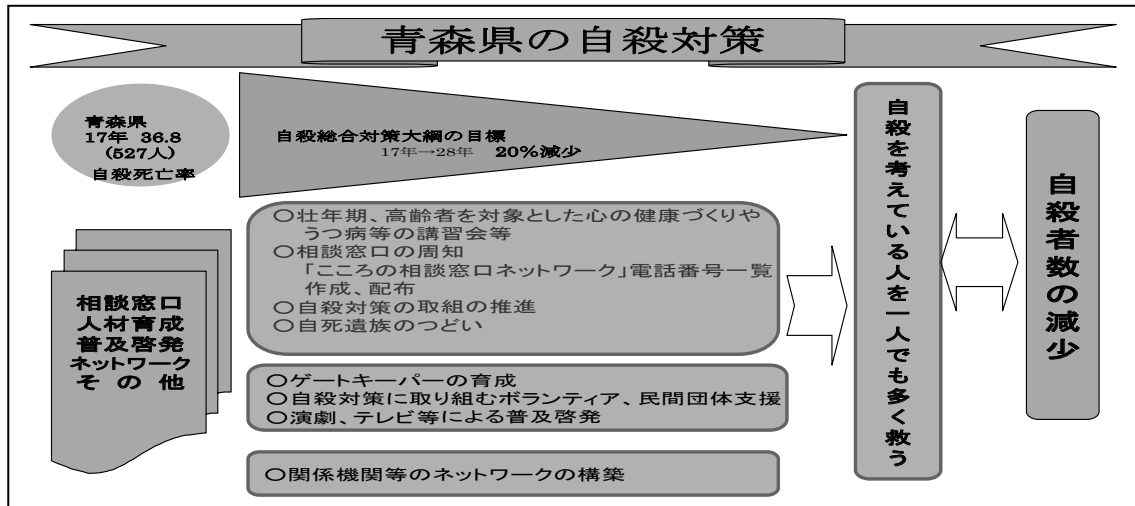 青森県の自殺対策
青森県
17年 36.8
(527人)
自殺死亡率
自殺総合対策大綱の目標
17年→28年 20%減少
相談窓口
人材育成
普及啓発
ネットワーク
その他
○壮年期、高齢者を対象とした心の健康づくりや
うつ病等の講習会等
○相談窓口の周知
「こころの相談窓口ネットワーク」電話番号一覧
作成、配布
○自殺対策の取組の推進
○自死遺族のつどい
○ゲートキーパーの育成
○自殺対策に取り組むボランティア、民間団体支援
○演劇、テレビ等による普及啓発
○関係機関等のネットワークの構築
自殺を考えている人を一人でも多く救う
自殺者数の減少